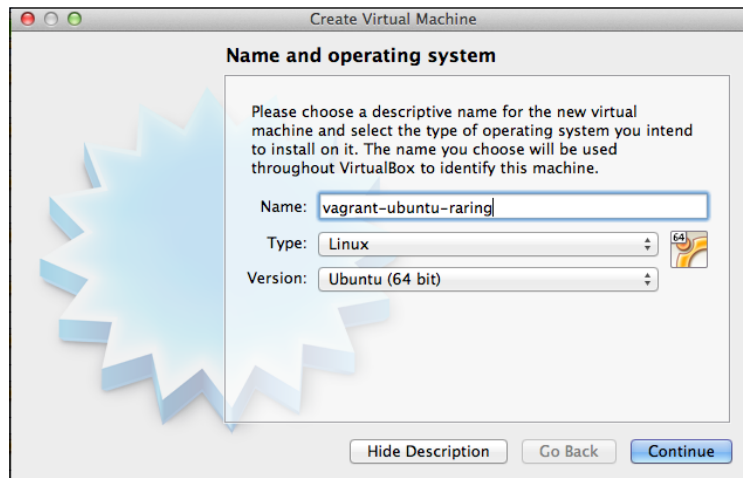 Create Virtual Machine
Name and operating system
Please choose a descriptive name for the new virtual
machine and select the type of operating system you intend
to install on it. The name you choose will be used
throughout VirtualBox to identify this machine.
Name: vagrant-ubuntu-raring
Type: Linux
64
Version: Ubuntu (64 bit)
Hide Description Go Back Continue